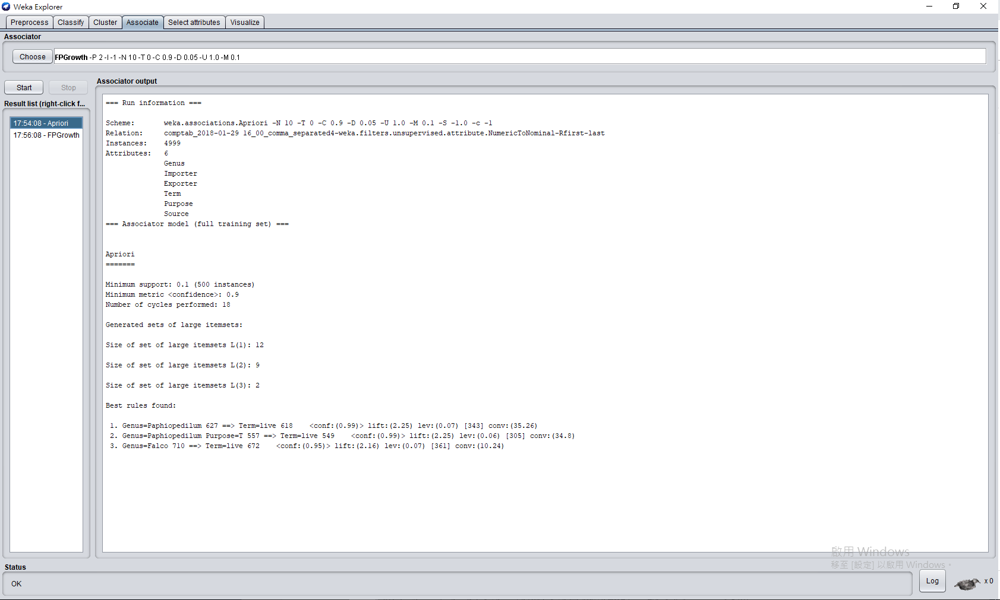 Weka Explorer
Preprocess Classify Cluster Associate Select attributes Visualize
Associator
Choose FPGrowth -P 2 -I -1 -N 10 -T 0 -C 0.9 -D 0.05 -U 1.0 -M 0.1
Start Stop
Associator output
Result list (right-click f...
17:54:08 - Apriori
17:56:08 - FPGrowth
=== Run information ===
Scheme: weka.associations.Apriori -N 10 -T 0 -C 0.9 -D 0.05 -U 1.0 -M 0.1 -S -1.0 -c -1
Relation: comptab_2018-01-29 16_00_comma_separated4-weka.filters.unsupervised.attribute.NumericToNominal-Rfirst-last
Instances: 4999
Attributes: 6
Genus
Importer
Exporter
Term
Purpose
Source
=== Associator model (full training set) ===
Apriori
=======
Minimum support: 0.1 (500 instances)
Minimum metric <confidence>: 0.9
Number of cycles performed: 18
Generated sets of large itemsets:
Size of set of large itemsets L(1): 12
Size of set of large itemsets L(2): 9
Size of set of large itemsets L(3): 2
Best rules found:
1. Genus=Paphiopedilum 627 ==> Term=live 618 <conf:(0.99)> lift:(2.25) lev:(0.07) [343] conv:(35.26)
2. Genus=Paphiopedilum Purpose=T 557 ==> Term=live 549 <conf:(0.99)> lift:(2.25) lev:(0.06) [305] conv:(34.8)
3. Genus=Falco 710 ==> Term=live 672 <conf:(0.95)> lift:(2.16) lev:(0.07) [361] conv:(10.24)
啟用 Windows
移至 [設定] 以啟用 Windows。
Status
OK
Log
x 0